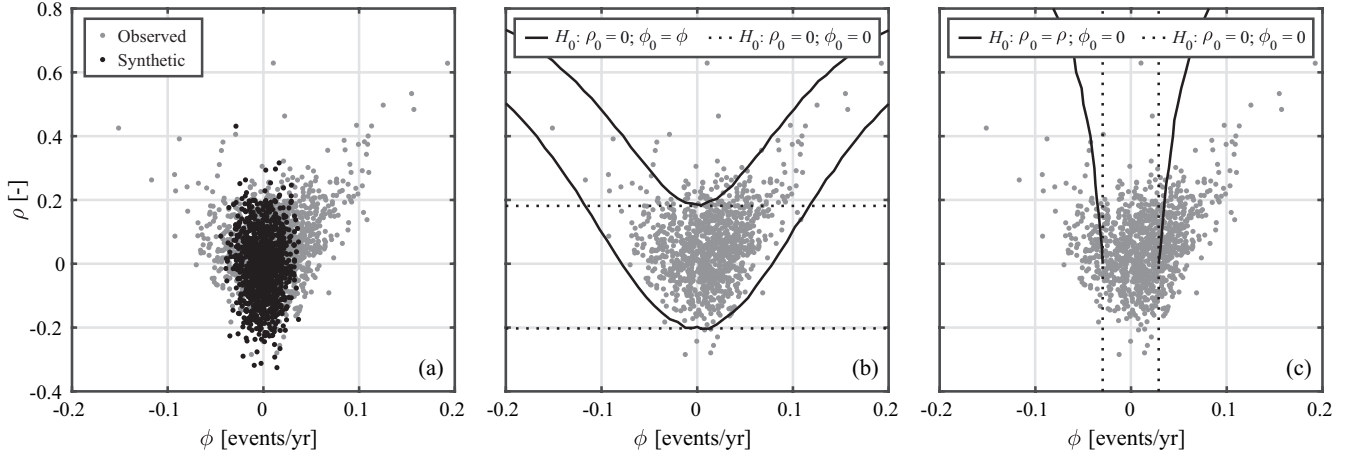 Observed
Synthetic
0.8
0.6
0.4
0.2
0
-0.2
-0.4
ρ [-]
(a)
-0.2 -0.1 0 0.1 0.2
ϕ [events/yr]
H₀: ρ₀ = 0; ϕ₀ = ϕ H₀: ρ₀ = 0; ϕ₀ = 0
(b)
-0.2 -0.1 0 0.1 0.2
ϕ [events/yr]
H₀: ρ₀ = ρ; ϕ₀ = 0 H₀: ρ₀ = 0; ϕ₀ = 0
(c)
-0.2 -0.1 0 0.1 0.2
ϕ [events/yr]